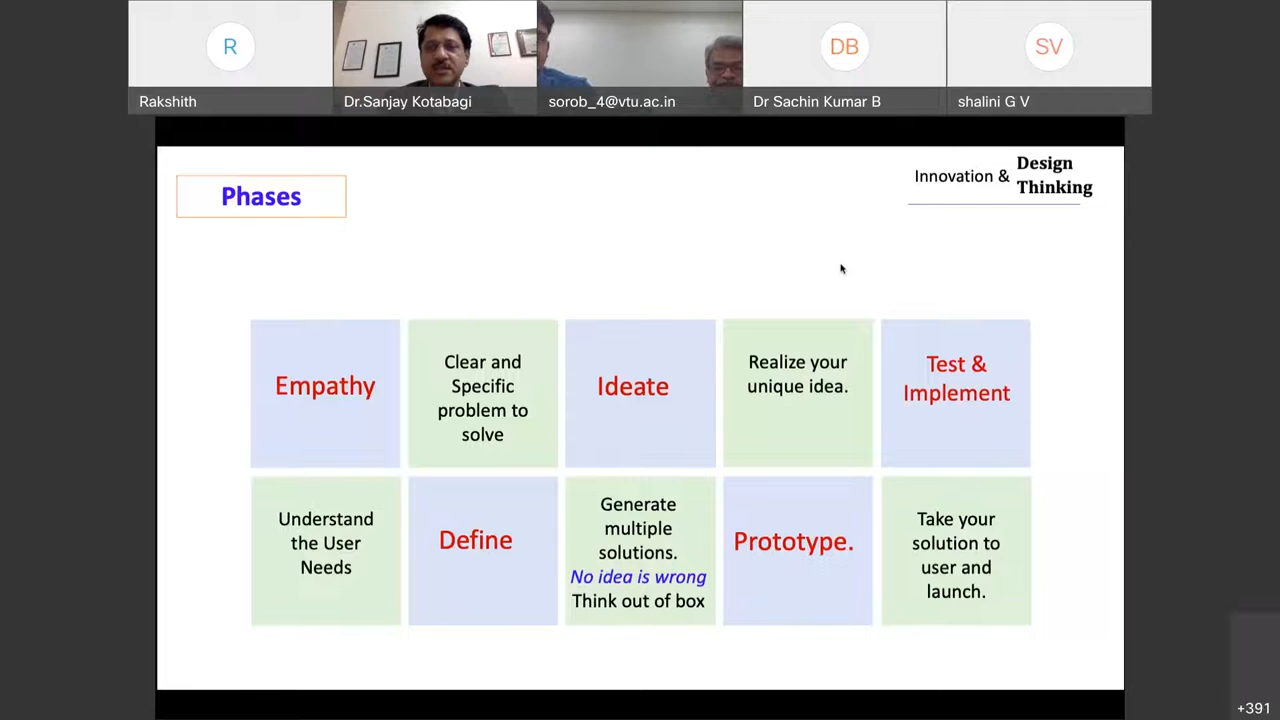 R
DB
SV
Rakshith
Dr.Sanjay Kotabagi
sorob_4@vtu.ac.in
Dr Sachin Kumar B
shalini G V
Phases
Innovation & Design
Thinking
Empathy
Clear and
Specific
problem to
solve
Ideate
Realize your
unique idea.
Test &
Implement
Understand
the User
Needs
Define
Generate
multiple
solutions.
No idea is wrong
Think out of box
Prototype.
Take your
solution to
user and
launch.
+391